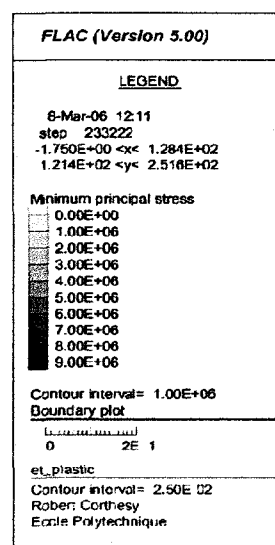 FLAC (Version 5.00)
LEGEND
8-Mar-06 12:11
step 233222
-1.750E+00 <x< 1.284E+02
1.214E+02 <y< 2.516E+02
Minimum principal stress
0.00E+00
1.00E+06
2.00E+06
3.00E+06
4.00E+06
5.00E+06
6.00E+06
7.00E+06
8.00E+06
9.00E+06
Contour interval= 1.00E+06
Boundary plot
0 2E 1
et_plastic
Contour interval= 2.50E 02
Robert Corthesy
Ecole Polytechnique